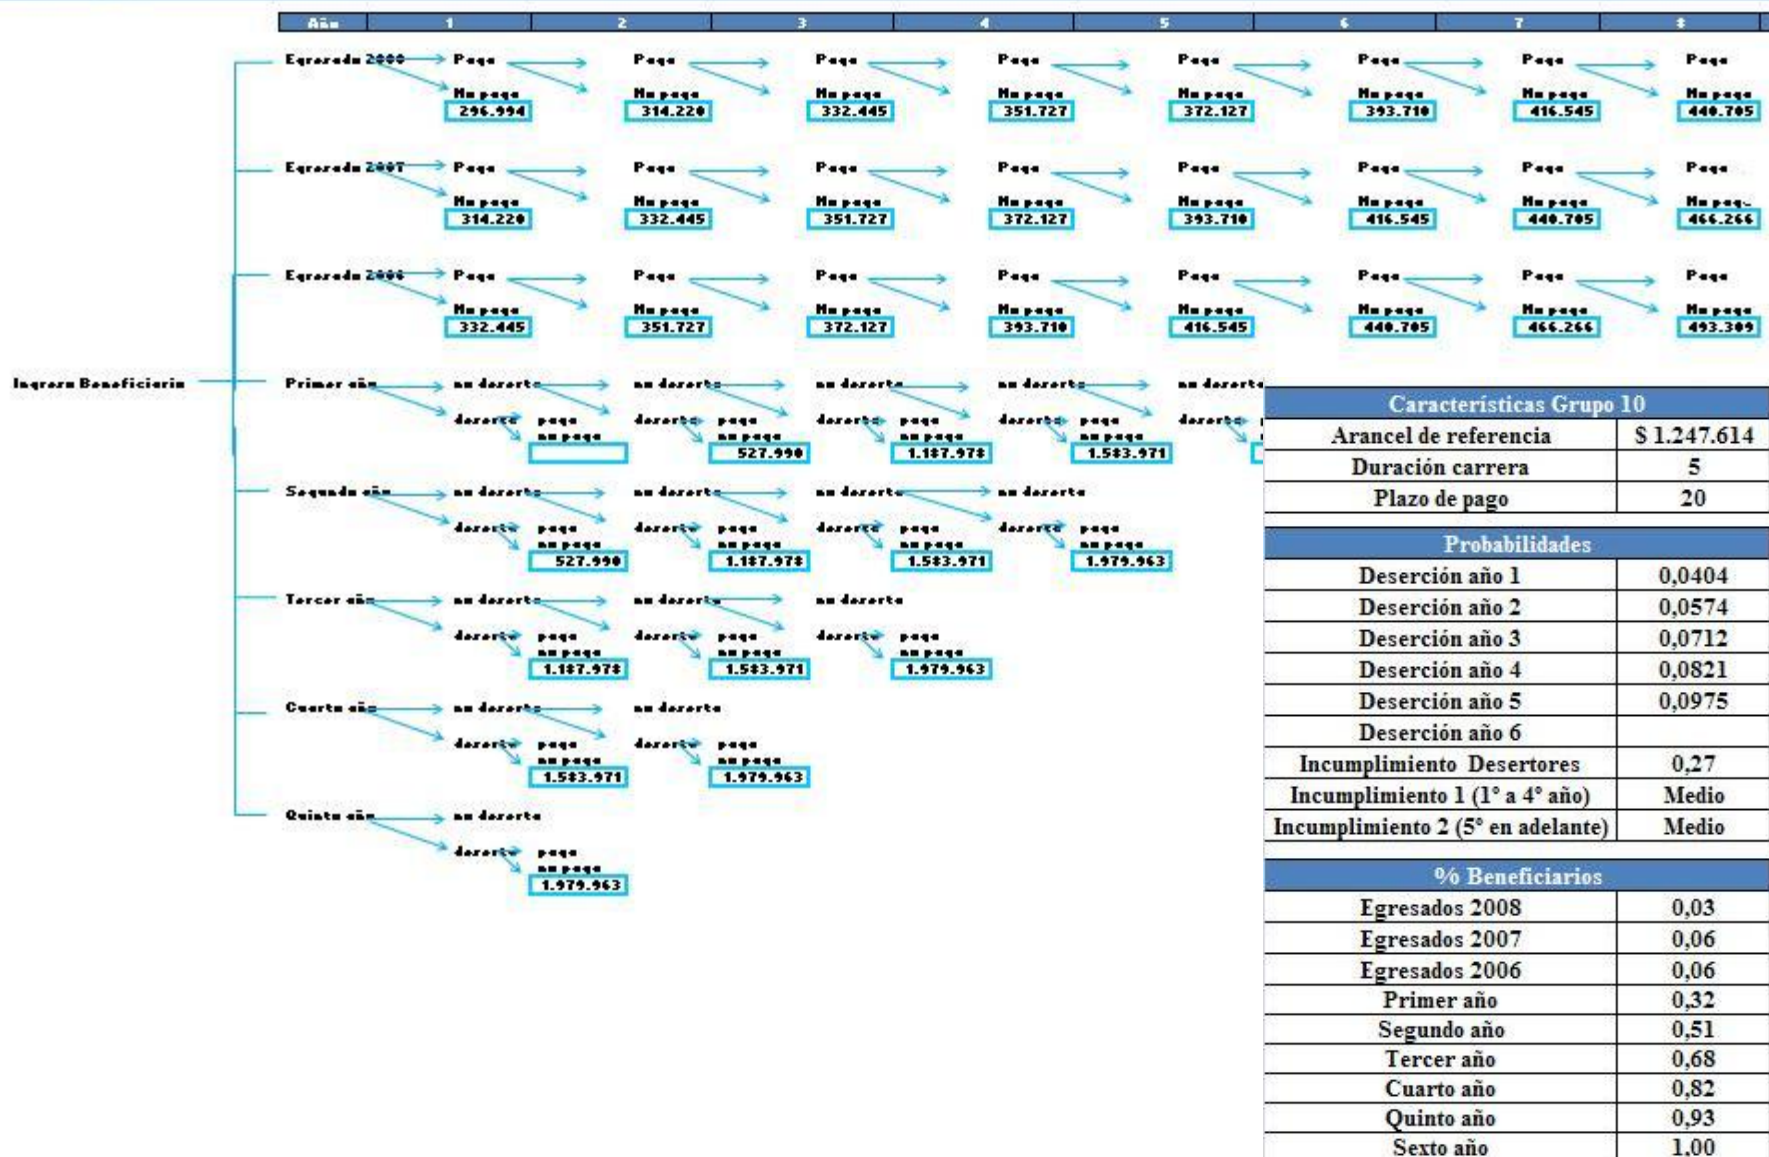 Año 1 2 3 4 5 6 7 8
Paga Paga Paga Paga Paga Paga Paga Paga
No paga No paga No paga No paga No paga No paga No paga No paga
296.994 314.220 332.445 351.727 372.127 393.710 416.545 440.705
Egresado 2007 Paga Paga Paga Paga Paga Paga Paga Paga
No paga No paga No paga No paga No paga No paga No paga
314.220 332.445 351.727 372.127 393.710 416.545 440.705 466.266
Egresado 2006 Paga Paga Paga Paga Paga Paga Paga Paga
No paga No paga No paga No paga No paga No paga No paga No paga
332.445 351.727 372.127 393.710 416.545 440.705 466.266 493.309
Ingreso Beneficiario Primer año no deserta no deserta no deserta no deserta no deserta
deserta paga deserta paga deserta paga deserta paga deserta
no paga no paga no paga no paga
527.990 1.187.978 1.583.971
Segundo año no deserta no deserta no deserta no deserta
deserta paga deserta paga deserta paga deserta paga
no paga no paga no paga no paga
527.990 1.187.978 1.583.971 1.979.963
Tercer año no deserta no deserta no deserta
deserta paga deserta paga deserta paga
no paga no paga no paga
1.187.978 1.583.971 1.979.963
Cuarto año no deserta no deserta
deserta paga deserta paga
no paga no paga
1.583.971 1.979.963
Quinto año no deserta
deserta paga
no paga
1.979.963
Características Grupo 10
Arancel de referencia $ 1.247.614
Duración carrera 5
Plazo de pago 20
Probabilidades
Deserción año 1 0,0404
Deserción año 2 0,0574
Deserción año 3 0,0712
Deserción año 4 0,0821
Deserción año 5 0,0975
Deserción año 6
Incumplimiento Desertores 0,27
Incumplimiento 1 (1º a 4º año) Medio
Incumplimiento 2 (5º en adelante) Medio
% Beneficiarios
Egresados 2008 0,03
Egresados 2007 0,06
Egresados 2006 0,06
Primer año 0,32
Segundo año 0,51
Tercer año 0,68
Cuarto año 0,82
Quinto año 0,93
Sexto año 1,00